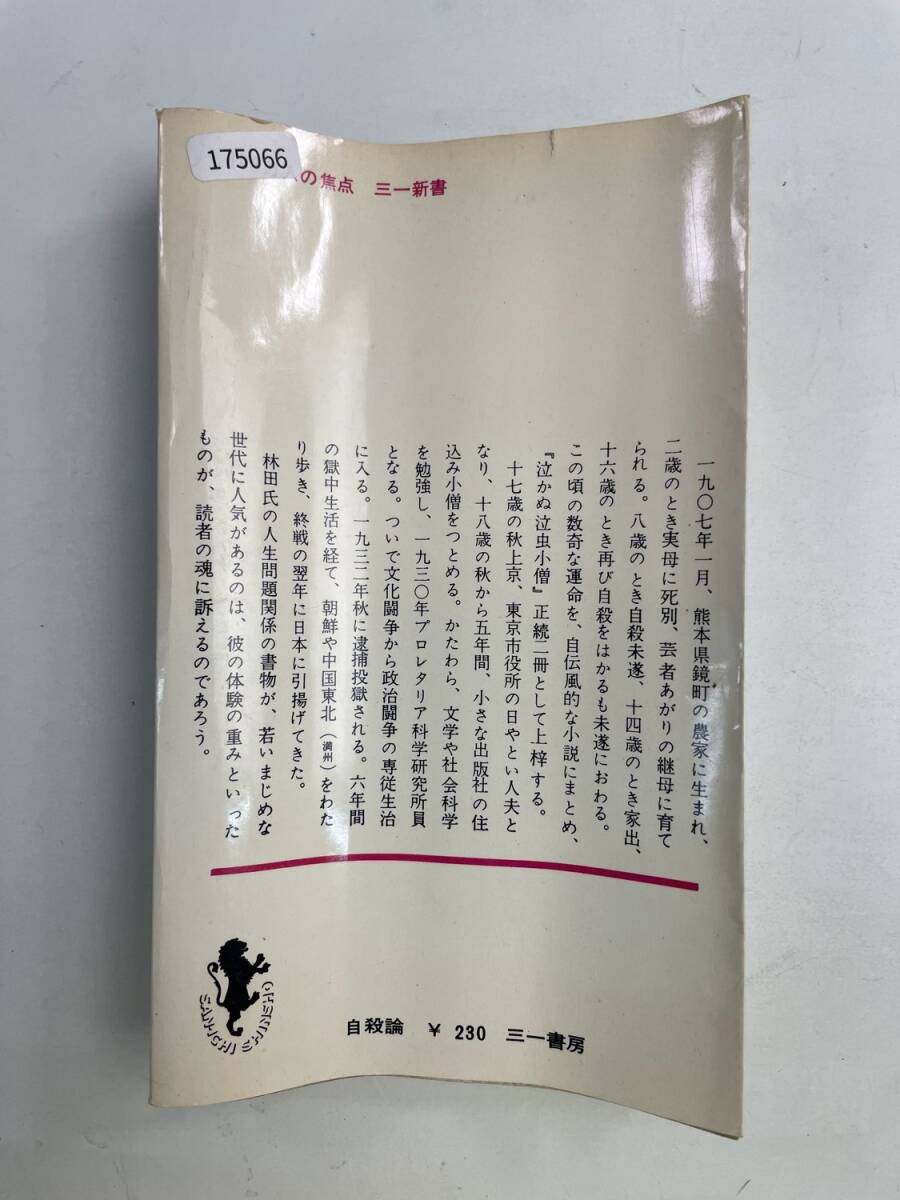 175066
の焦点 三一新書
一九〇七年一月、熊本県鏡町の農家に生まれ、
二歳のとき実母に死別、芸者あがりの継母に育て
られる。八歳のとき自殺未遂、十四歳のとき家出、
十六歳のとき再び自殺をはかるも未遂におわる。
この頃の数奇な運命を、自伝風的な小説にまとめ、
『泣かぬ泣虫小僧』正続二冊として上梓する。
十七歳の秋上京、東京市役所の日やとい人夫と
なり、十八歳の秋から五年間、小さな出版社の住
込み小僧をつとめる。かたわら、文学や社会科学
を勉強し、一九三〇年プロレタリア科学研究所員
となる。ついで文化闘争から政治闘争の専従生治
に入る。一九三二年秋に逮捕投獄される。六年間
の獄中生活を経て、朝鮮や中国東北（満州）をわた
り歩き、終戦の翌年に日本に引揚げてきた。
林田氏の人生問題関係の書物が、若いまじめな
世代に人気があるのは、彼の体験の重みといった
ものが、読者の魂に訴えるのであろう。
SAN-ICHI SHINSHO
自殺論 ￥ 230 三一書房